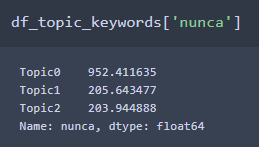 df_topic_keywords['nunca']
Topic0    952.411635
Topic1    205.643477
Topic2    203.944888
Name: nunca, dtype: float64